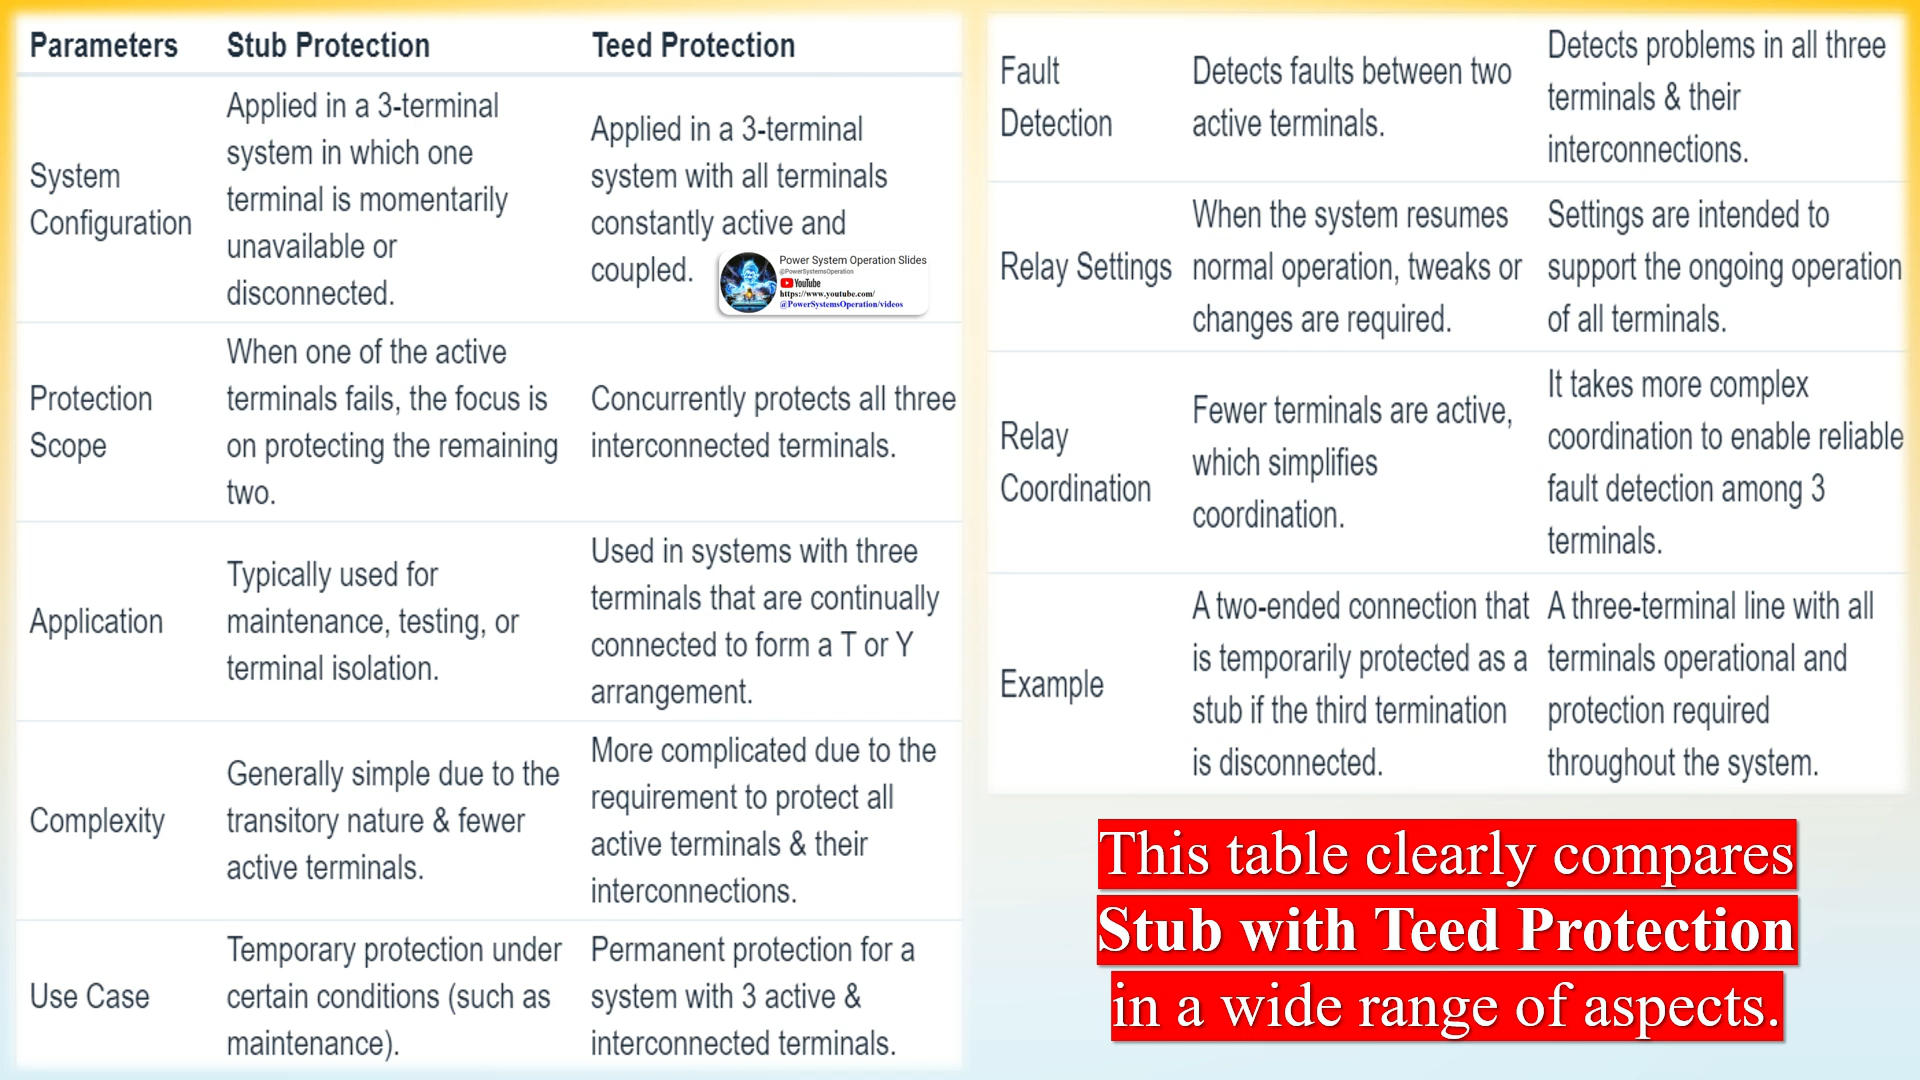 Parameters Stub Protection Teed Protection
System
Configuration
Applied in a 3-terminal
system in which one
terminal is momentarily
unavailable or
disconnected.
Applied in a 3-terminal
system with all terminals
constantly active and
coupled.
Power System Operation Slides
@PowerSystemsOperation
YouTube
https://www.youtube.com/
@PowerSystemsOperation/videos
Protection
Scope
When one of the active
terminals fails, the focus is
on protecting the remaining
two.
Concurrently protects all three
interconnected terminals.
Application
Typically used for
maintenance, testing, or
terminal isolation.
Used in systems with three
terminals that are continually
connected to form a T or Y
arrangement.
Complexity
Generally simple due to the
transitory nature & fewer
active terminals.
More complicated due to the
requirement to protect all
active terminals & their
interconnections.
Use Case
Temporary protection under
certain conditions (such as
maintenance).
Permanent protection for a
system with 3 active &
interconnected terminals.
Fault
Detection
Detects faults between two
active terminals.
Detects problems in all three
terminals & their
interconnections.
Relay Settings
When the system resumes
normal operation, tweaks or
changes are required.
Settings are intended to
support the ongoing operation
of all terminals.
Relay
Coordination
Fewer terminals are active,
which simplifies
coordination.
It takes more complex
coordination to enable reliable
fault detection among 3
terminals.
Example
A two-ended connection that
is temporarily protected as a
stub if the third termination
is disconnected.
A three-terminal line with all
terminals operational and
protection required
throughout the system.
This table clearly compares
Stub with Teed Protection
in a wide range of aspects.